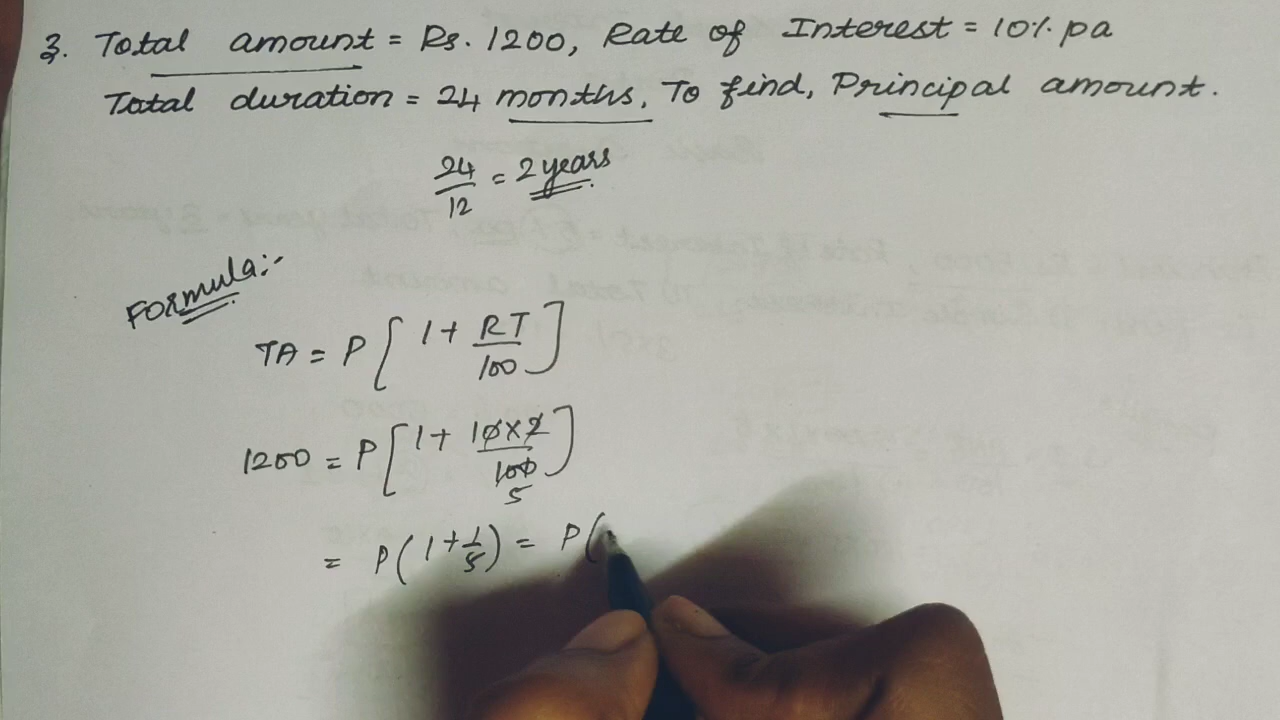 3. Total amount = Rs. 1200, Rate of Interest = 10% pa
Total duration = 24 months, To find, Principal amount.
24/12 = 2 years
Formula:-
TA = P[1 + RT/100]
1200 = P[1 + 10×2/100]
5
= P(1 + 1/5) = P(